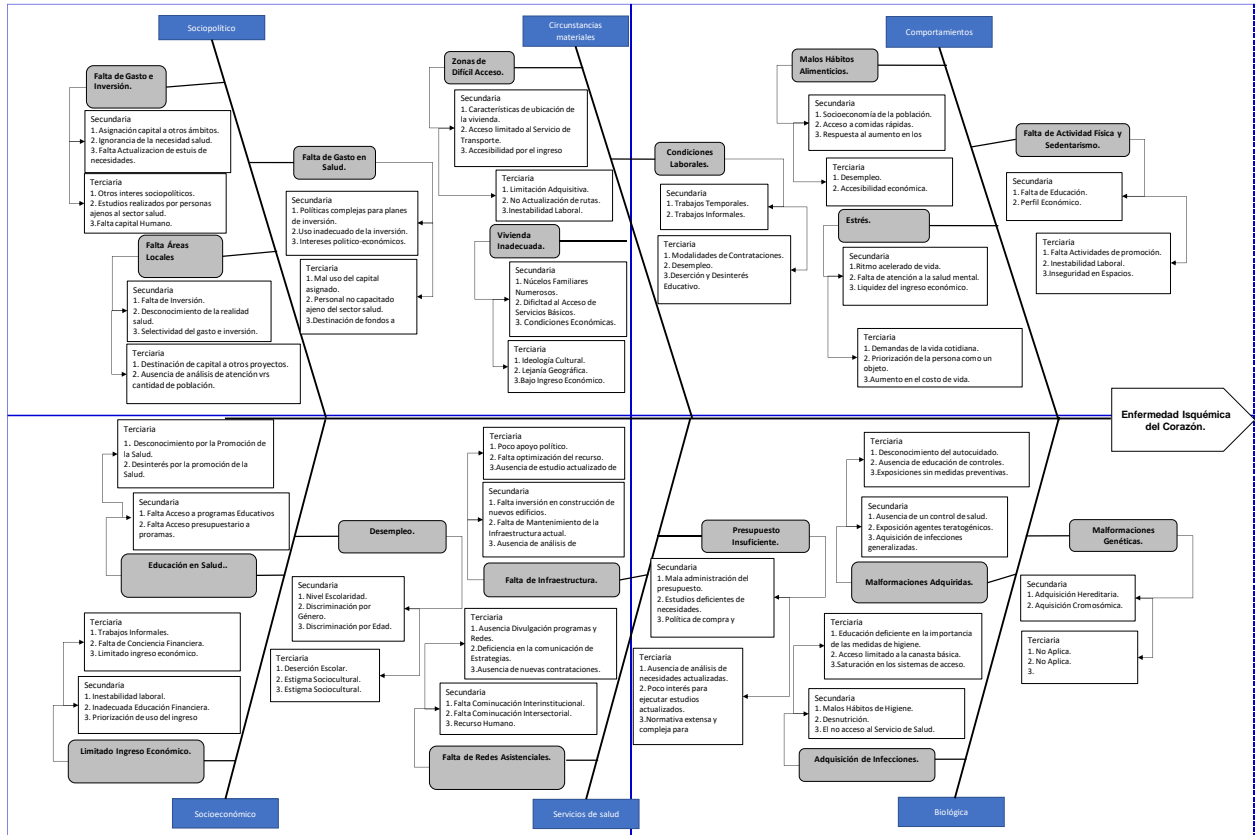 Sociopolítico
Falta de Gasto e
Inversión.
Secundaria
1. Asignación capital a otros ámbitos.
2. Ignorancia de la necesidad salud.
3. Falta Actualizacion de estuis de
necesidades.
Terciaria
1. Otros interes sociopolíticos.
2. Estudios realizados por personas
ajenos al sector salud.
3.Falta capital Humano.
Falta Áreas
Locales
Secundaria
1. Falta de Inversión.
2. Desconocimiento de la realidad
salud.
3. Selectividad del gasto e inversión.
Terciaria
1. Destinación de capital a otros proyectos.
2. Ausencia de análisis de atención vrs
cantidad de población.
Falta de Gasto en
Salud.
Secundaria
1. Políticas complejas para planes
de inversión.
2.Uso inadecuado de la inversión.
3. Intereses politico-económicos.
Terciaria
1. Mal uso del capital
asignado.
2. Personal no capacitado
ajeno del sector salud.
3.Destinación de fondos a
Circunstancias
materiales
Zonas de
Difícil Acceso.
Secundaria
1. Características de ubicación de
la vivienda.
2. Acceso limitado al Servicio de
Transporte.
3. Accesibilidad por el ingreso
Terciaria
1. Limitación Adquisitiva.
2. No Actualización de rutas.
3.Inestabilidad Laboral.
Vivienda
Inadecuada.
Secundaria
1. Núcelos Familiares
Numerosos.
2. Dificltad al Acceso de
Servicios Básicos.
3. Condiciones Económicas.
Terciaria
1. Ideología Cultural.
2. Lejanía Geográfica.
3.Bajo Ingreso Económico.
Condiciones
Laborales.
Secundaria
1. Trabajos Temporales.
2. Trabajos Informales.
Terciaria
1. Modalidades de Contrataciones.
2. Desempleo.
3.Deserción y Desinterés
Educativo.
Comportamientos
Malos Hábitos
Alimenticios.
Secundaria
1. Socioeconomía de la población.
2. Acceso a comidas rápidas.
3. Respuesta al aumento en los
Terciaria
1. Desempleo.
2. Accesibilidad económica.
Estrés.
Secundaria
1.Ritmo acelerado de vida.
2. Falta de atención a la salud mental.
3. Liquidez del ingreso económico.
Terciaria
1. Demandas de la vida cotidiana.
2. Priorización de la persona como un
objeto.
3.Aumento en el costo de vida.
Falta de Actividad Física y
Sedentarismo.
Secundaria
1. Falta de Educación.
2. Perfil Económico.
Terciaria
1. Falta Actividades de promoción.
2. Inestabilidad Laboral.
3.Inseguridad en Espacios.
Enfermedad Isquémica
del Corazón.
Terciaria
1. Desconocimiento por la Promoción de
la Salud.
2. Desinterés por la promoción de la
Salud.
Secundaria
1. Falta Acceso a programas Educativos
2. Falta Acceso presupuestario a
proramas.
Educación en Salud..
Terciaria
1. Trabajos Informales.
2. Falta de Conciencia Financiera.
3. Limitado ingreso económico.
Secundaria
1. Inestabilidad laboral.
2. Inadecuada Educación Financiera.
3. Priorización de uso del ingreso
Limitado Ingreso Económico.
Desempleo.
Secundaria
1. Nivel Escolaridad.
2. Discriminación por
Género.
3. Discriminación por Edad.
Terciaria
1. Deserción Escolar.
2. Estigma Sociocultural.
3. Estigma Sociocultural.
Socioeconómico
Terciaria
1. Poco apoyo político.
2. Falta optimización del recurso.
3.Ausencia de estudio actualizado de
Secundaria
1. Falta inversión en construcción de
nuevos edificios.
2. Falta de Mantenimiento de la
Infraestructura actual.
3. Ausencia de análisis de
Falta de Infraestructura.
Terciaria
1. Ausencia Divulgación programas y
Redes.
2.Deficiencia en la comunicación de
Estrategias.
3.Ausencia de nuevas contrataciones.
Secundaria
1. Falta Cominucación Interinstitucional.
2. Falta Cominucación Intersectorial.
3. Recurso Humano.
Falta de Redes Asistenciales.
Presupuesto
Insuficiente.
Secundaria
1. Mala administración del
presupuesto.
2. Estudios deficientes de
necesidades.
3. Política de compra y
Terciaria
1. Ausencia de análisis de
necesidades actualizadas.
2. Poco interés para
ejecutar estudios
actualizados.
3.Normativa extensa y
compleja para
Servicios de salud
Terciaria
1. Desconocimiento del autocuidado.
2. Ausencia de educación de controles.
3.Exposiciones sin medidas preventivas.
Secundaria
1. Ausencia de un control de salud.
2. Exposición agentes teratogénicos.
3. Aquisición de infecciones
generalizadas.
Malformaciones Adquiridas.
Terciaria
1. Educación deficiente en la importancia
de las medidas de higiene.
2. Acceso limitado a la canasta básica.
3.Saturación en los sistemas de acceso.
Secundaria
1. Malos Hábitos de Higiene.
2. Desnutrición.
3. El no acceso al Servicio de Salud.
Adquisición de Infecciones.
Malformaciones
Genéticas.
Secundaria
1. Adquisición Hereditaria.
2. Aquisición Cromosómica.
Terciaria
1. No Aplica.
2. No Aplica.
3.
Biológica